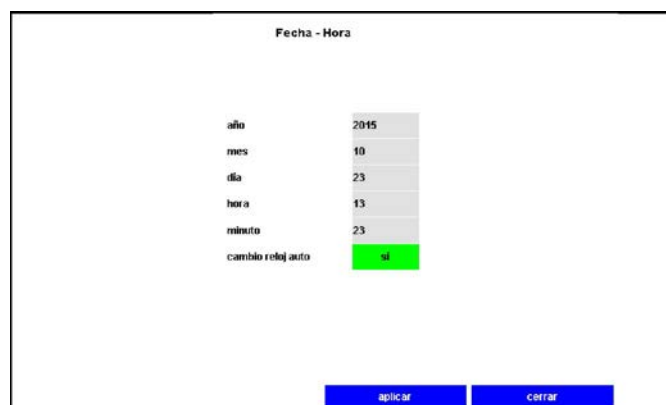 Fecha - Hora
año 2015
mes 10
día 23
hora 13
minuto 23
cambio reloj auto sí
aplicar cerrar